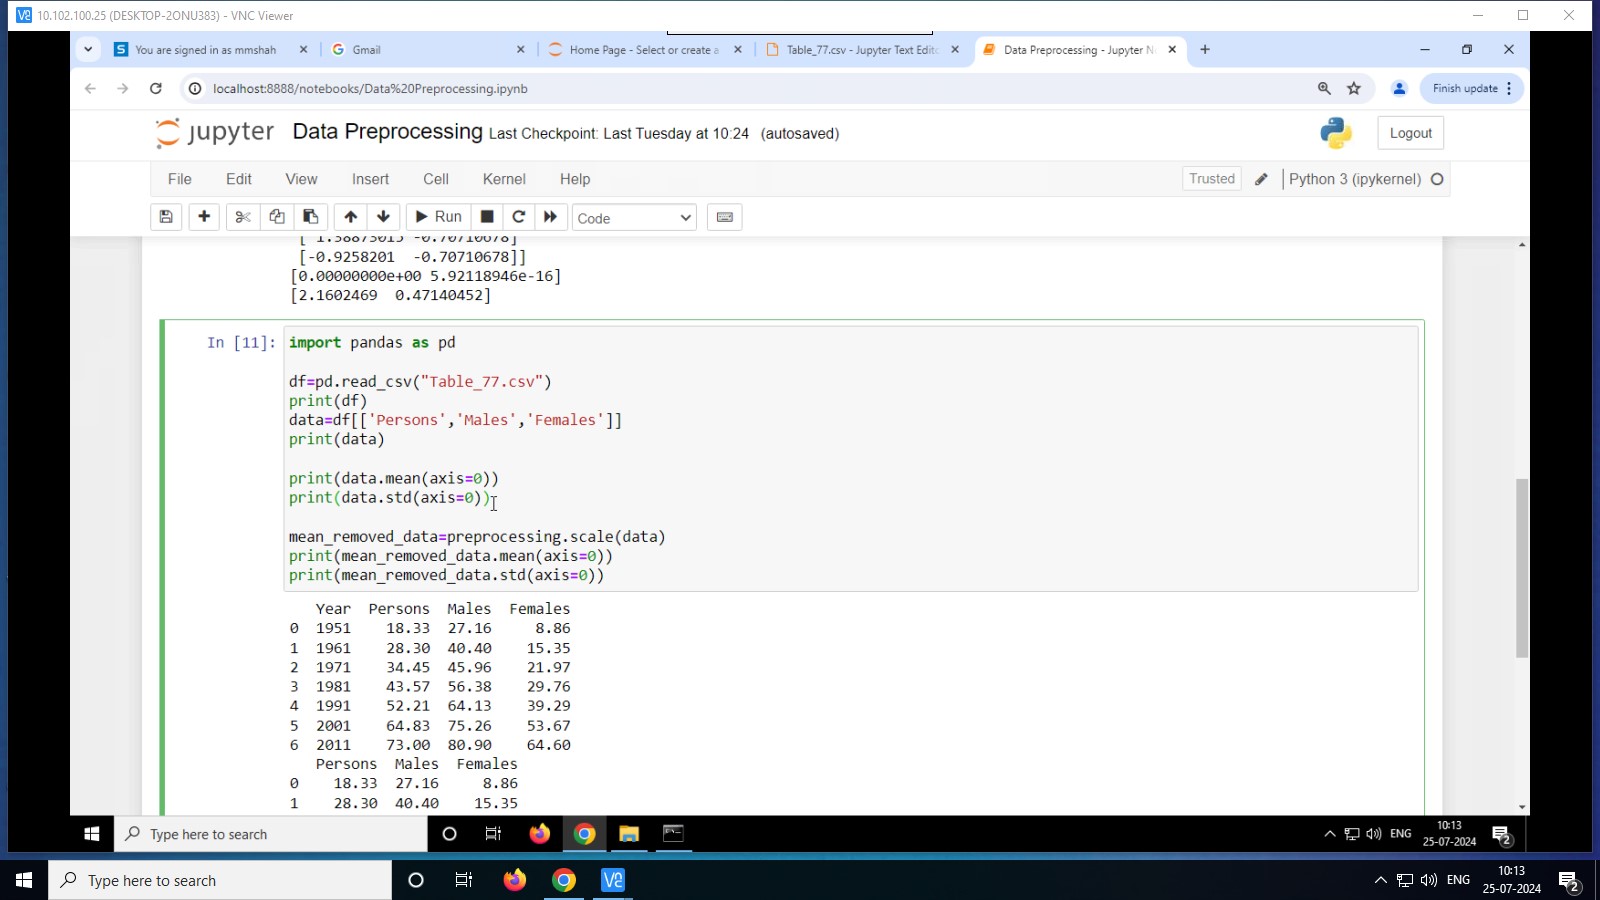 10.102.100.25 (DESKTOP-2ONU383) - VNC Viewer
You are signed in as mmshah
Gmail
Home Page - Select or create a
Table_77.csv - Jupyter Text Edito
Data Preprocessing - Jupyter N
localhost:8888/notebooks/Data%20Preprocessing.ipynb
Finish update
jupyter Data Preprocessing Last Checkpoint: Last Tuesday at 10:24 (autosaved)
Logout
File Edit View Insert Cell Kernel Help
Trusted
Python 3 (ipykernel)
Run
Code
[ 1.38873015 -0.70710678]
[-0.9258201 -0.70710678]]
[0.00000000e+00 5.92118946e-16]
[2.1602469 0.47140452]
In [11]: import pandas as pd
df=pd.read_csv("Table_77.csv")
print(df)
data=df[['Persons','Males','Females']]
print(data)
print(data.mean(axis=0))
print(data.std(axis=0))
mean_removed_data=preprocessing.scale(data)
print(mean_removed_data.mean(axis=0))
print(mean_removed_data.std(axis=0))
Year Persons Males Females
0 1951 18.33 27.16 8.86
1 1961 28.30 40.40 15.35
2 1971 34.45 45.96 21.97
3 1981 43.57 56.38 29.76
4 1991 52.21 64.13 39.29
5 2001 64.83 75.26 53.67
6 2011 73.00 80.90 64.60
Persons Males Females
0 18.33 27.16 8.86
1 28.30 40.40 15.35
Type here to search
ENG
10:13
25-07-2024
2
Type here to search
ENG
10:13
25-07-2024
2